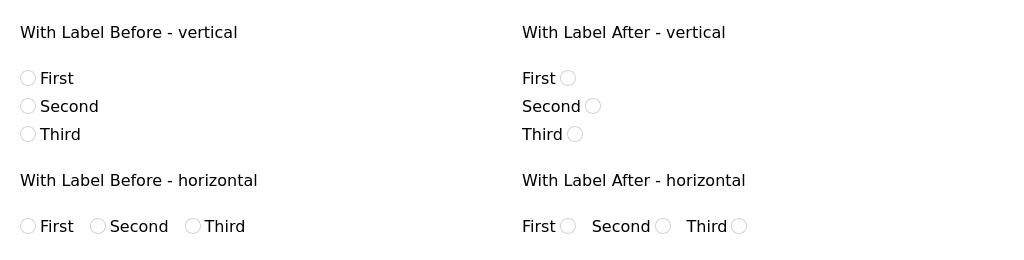 With Label Before - vertical
First
Second
Third
With Label After - vertical
First
Second
Third
With Label Before - horizontal
First Second Third
With Label After - horizontal
First Second Third